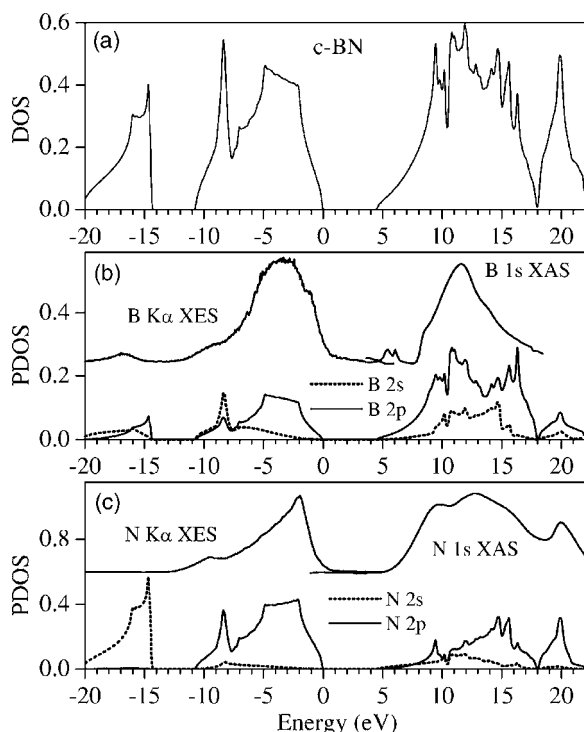 (a)
c-BN
DOS
0.6
0.4
0.2
0.0
-20 -15 -10 -5 0 5 10 15 20
(b)
B 1s XAS
B Kα XES
PDOS
0.4
0.2
0.0
B 2s
B 2p
-20 -15 -10 -5 0 5 10 15 20
(c)
N Kα XES
N 1s XAS
PDOS
0.8
0.4
0.0
N 2s
N 2p
-20 -15 -10 -5 0 5 10 15 20
Energy (eV)